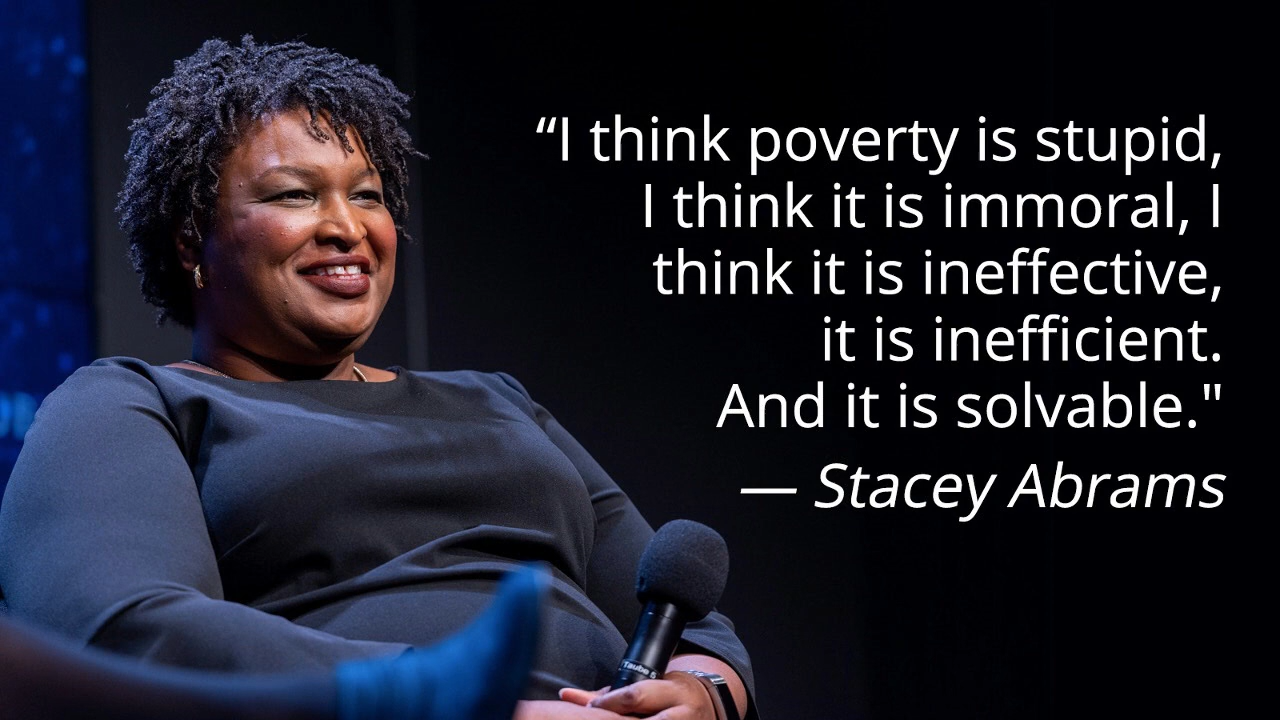 “I think poverty is stupid,
I think it is immoral, I
think it is ineffective,
it is inefficient.
And it is solvable."
— Stacey Abrams
Taube